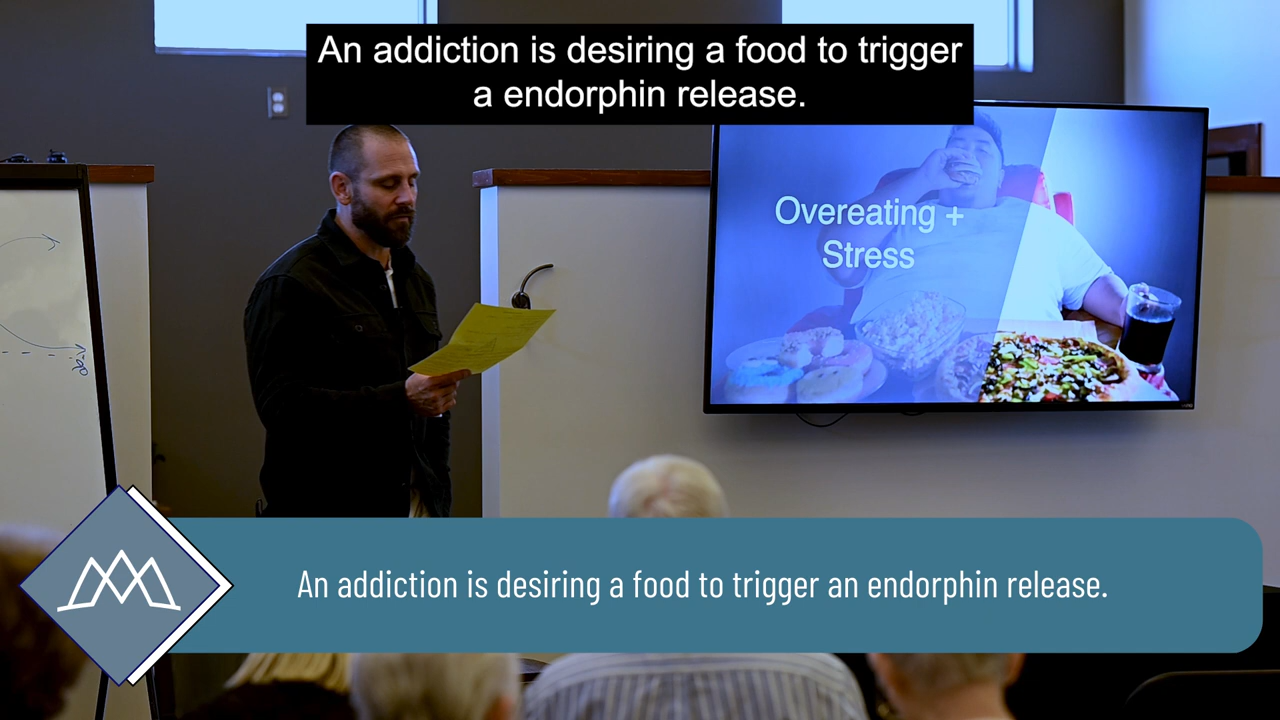 An addiction is desiring a food to trigger
a endorphin release.
Overeating +
Stress
An addiction is desiring a food to trigger an endorphin release.